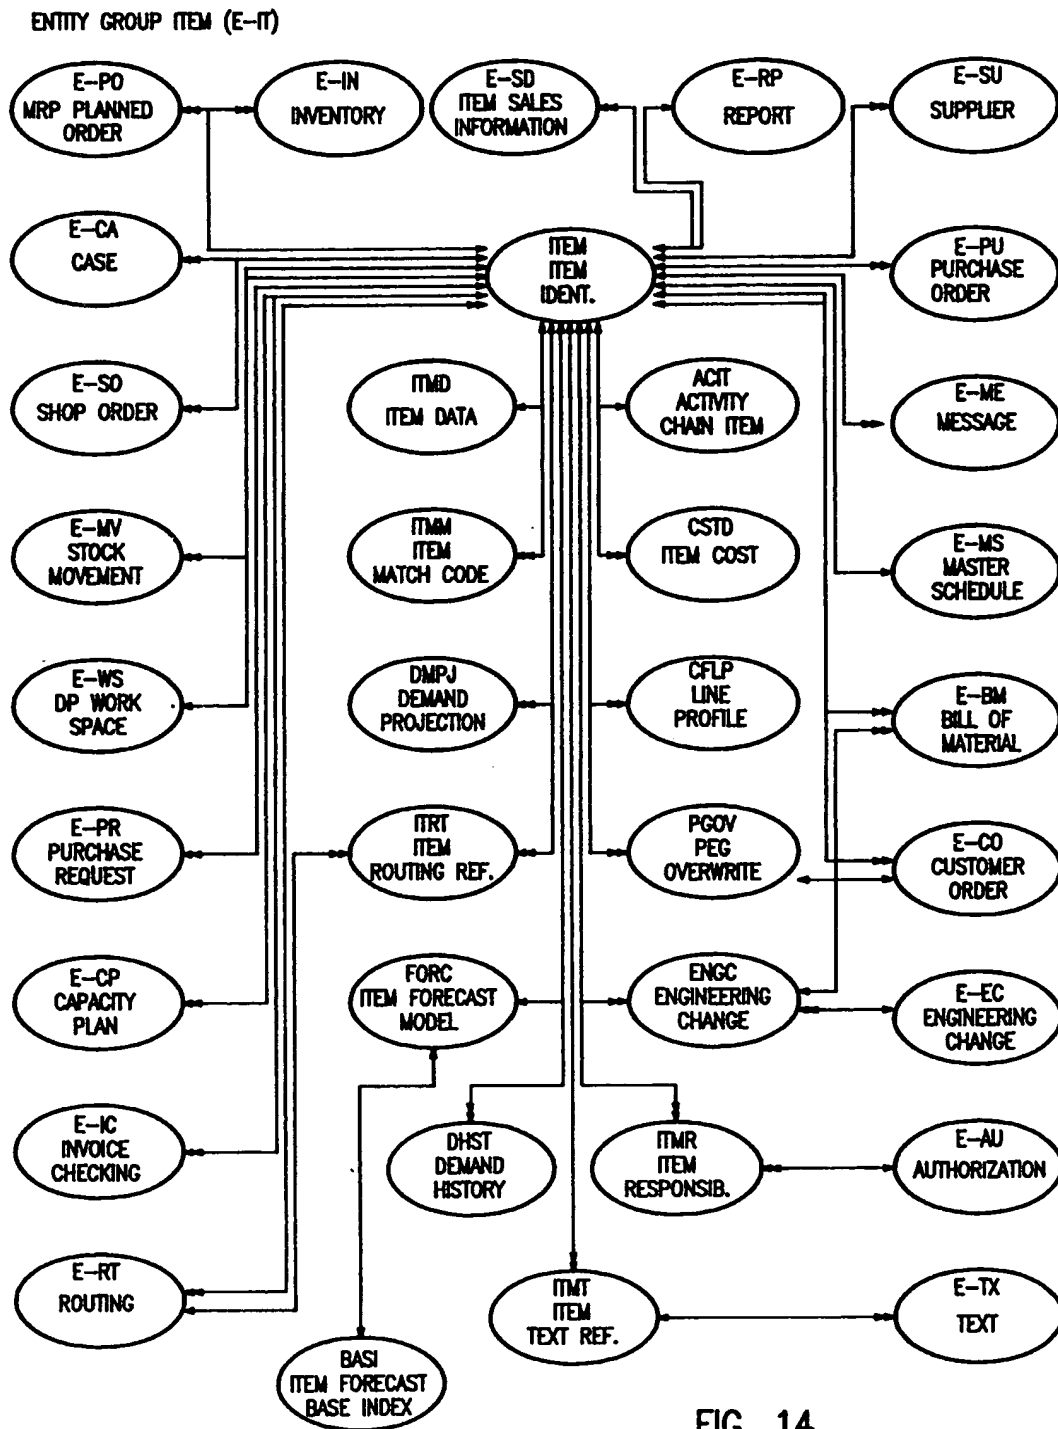 ENTITY GROUP ITEM (E-IT)
E-PO
MRP PLANNED
ORDER
E-IN
INVENTORY
E-SD
ITEM SALES
INFORMATION
E-RP
REPORT
E-SU
SUPPLIER
E-CA
CASE
ITEM
ITEM
IDENT.
E-PU
PURCHASE
ORDER
E-SO
SHOP ORDER
ITMD
ITEM DATA
ACIT
ACTIVITY
CHAIN ITEM
E-ME
MESSAGE
E-MV
STOCK
MOVEMENT
ITMM
ITEM
MATCH CODE
CSTD
ITEM COST
E-MS
MASTER
SCHEDULE
E-WS
DP WORK
SPACE
DMPJ
DEMAND
PROJECTION
CFLP
LINE
PROFILE
E-BM
BILL OF
MATERIAL
E-PR
PURCHASE
REQUEST
ITRT
ITEM
ROUTING REF.
PGOV
PEG
OVERWRITE
E-CO
CUSTOMER
ORDER
E-CP
CAPACITY
PLAN
FORC
ITEM FORECAST
MODEL
ENGC
ENGINEERING
CHANGE
E-EC
ENGINEERING
CHANGE
E-IC
INVOICE
CHECKING
DHST
DEMAND
HISTORY
ITMR
ITEM
RESPONSIB.
E-AU
AUTHORIZATION
E-RT
ROUTING
ITMT
ITEM
TEXT REF.
E-TX
TEXT
BASI
ITEM FORECAST
BASE INDEX
FIG. 14